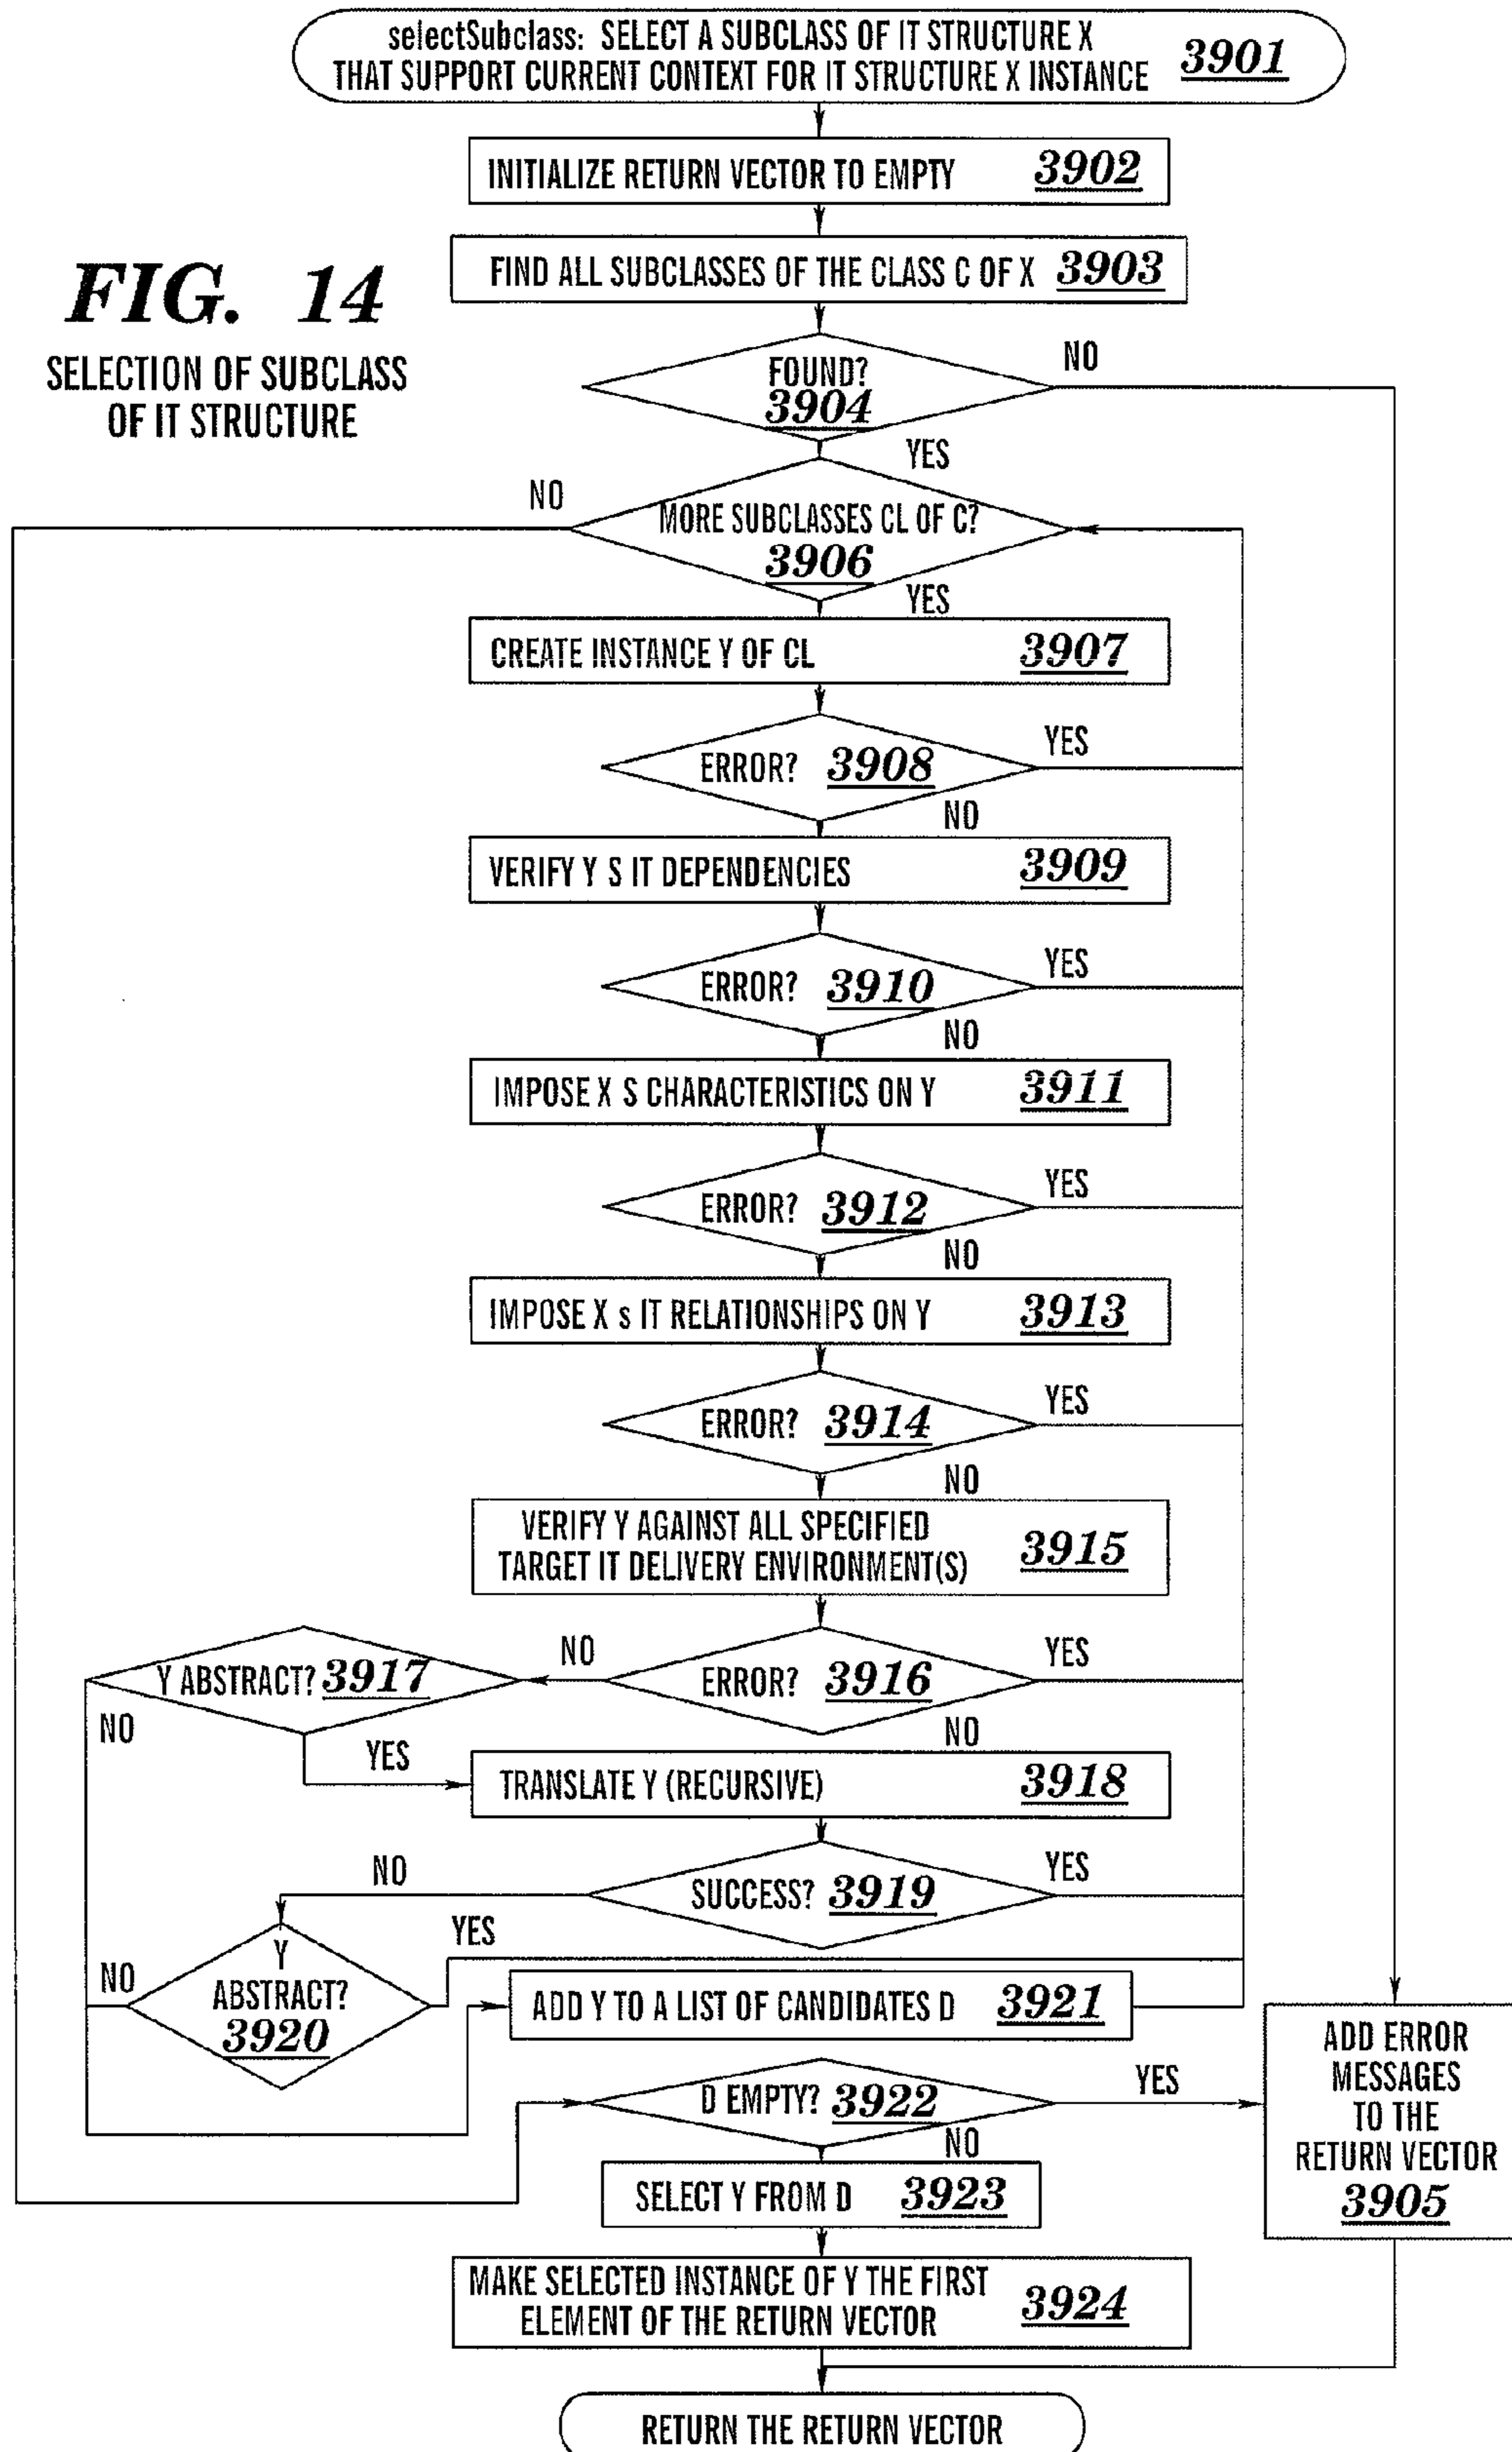 selectSubclass: SELECT A SUBCLASS OF IT STRUCTURE X
THAT SUPPORT CURRENT CONTEXT FOR IT STRUCTURE X INSTANCE
3901
INITIALIZE RETURN VECTOR TO EMPTY 3902
FIND ALL SUBCLASSES OF THE CLASS C OF X 3903
FIG. 14
SELECTION OF SUBCLASS
OF IT STRUCTURE
FOUND?
3904
NO
YES
MORE SUBCLASSES CL OF C?
3906
NO
YES
CREATE INSTANCE Y OF CL 3907
ERROR? 3908
YES
NO
VERIFY Y S IT DEPENDENCIES 3909
ERROR? 3910
YES
NO
IMPOSE X S CHARACTERISTICS ON Y 3911
ERROR? 3912
YES
NO
IMPOSE X s IT RELATIONSHIPS ON Y 3913
ERROR? 3914
YES
NO
VERIFY Y AGAINST ALL SPECIFIED
TARGET IT DELIVERY ENVIRONMENT(S)
3915
Y ABSTRACT? 3917
NO
ERROR? 3916
YES
NO
NO
YES
TRANSLATE Y (RECURSIVE) 3918
NO
SUCCESS? 3919
YES
Y
ABSTRACT?
3920
YES
NO
ADD Y TO A LIST OF CANDIDATES D 3921
D EMPTY? 3922
YES
NO
ADD ERROR
MESSAGES
TO THE
RETURN VECTOR
3905
SELECT Y FROM D 3923
MAKE SELECTED INSTANCE OF Y THE FIRST
ELEMENT OF THE RETURN VECTOR
3924
RETURN THE RETURN VECTOR